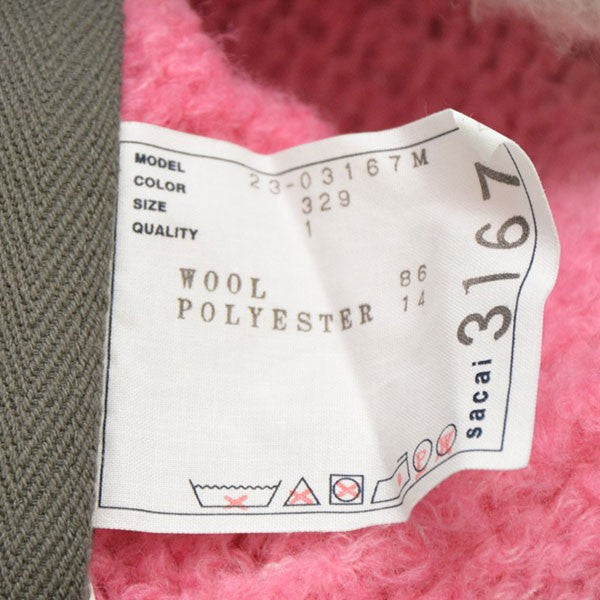 MODEL 23-03167M
COLOR 329
SIZE 1
QUALITY
WOOL 86
POLYESTER 14
sacai 3167
P W